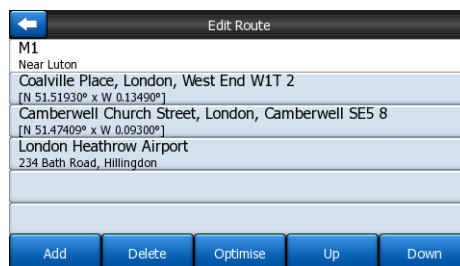 Edit Route
M1
Near Luton
Coalville Place, London, West End W1T 2
[N 51.51930° x W 0.13490°]
Camberwell Church Street, London, Camberwell SE5 8
[N 51.47409° x W 0.09300°]
London Heathrow Airport
234 Bath Road, Hillingdon
Add Delete Optimise Up Down